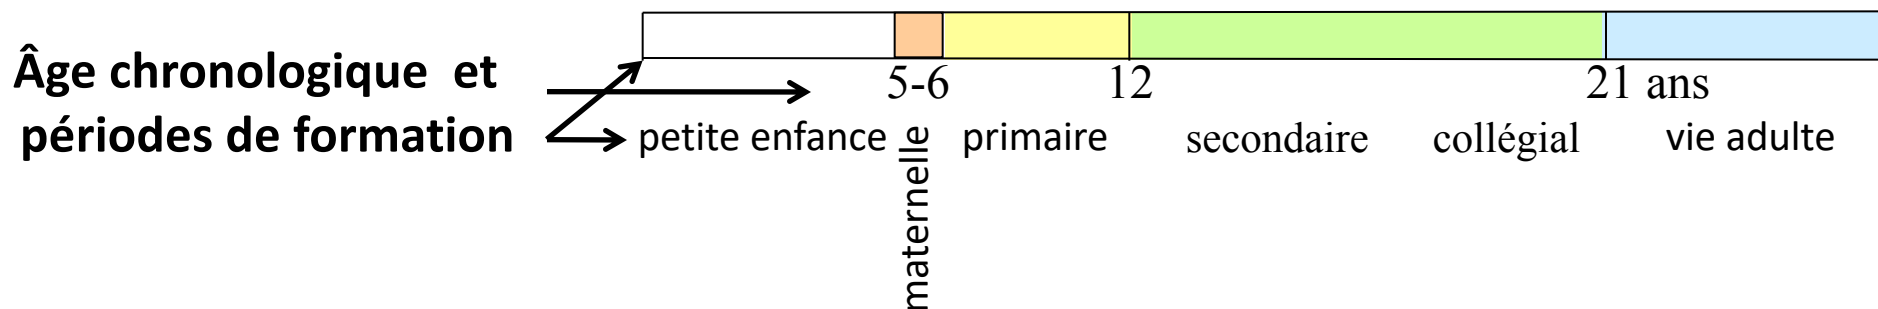 Âge chronologique et
périodes de formation
5-6 12 21 ans
petite enfance maternelle primaire secondaire collégial vie adulte